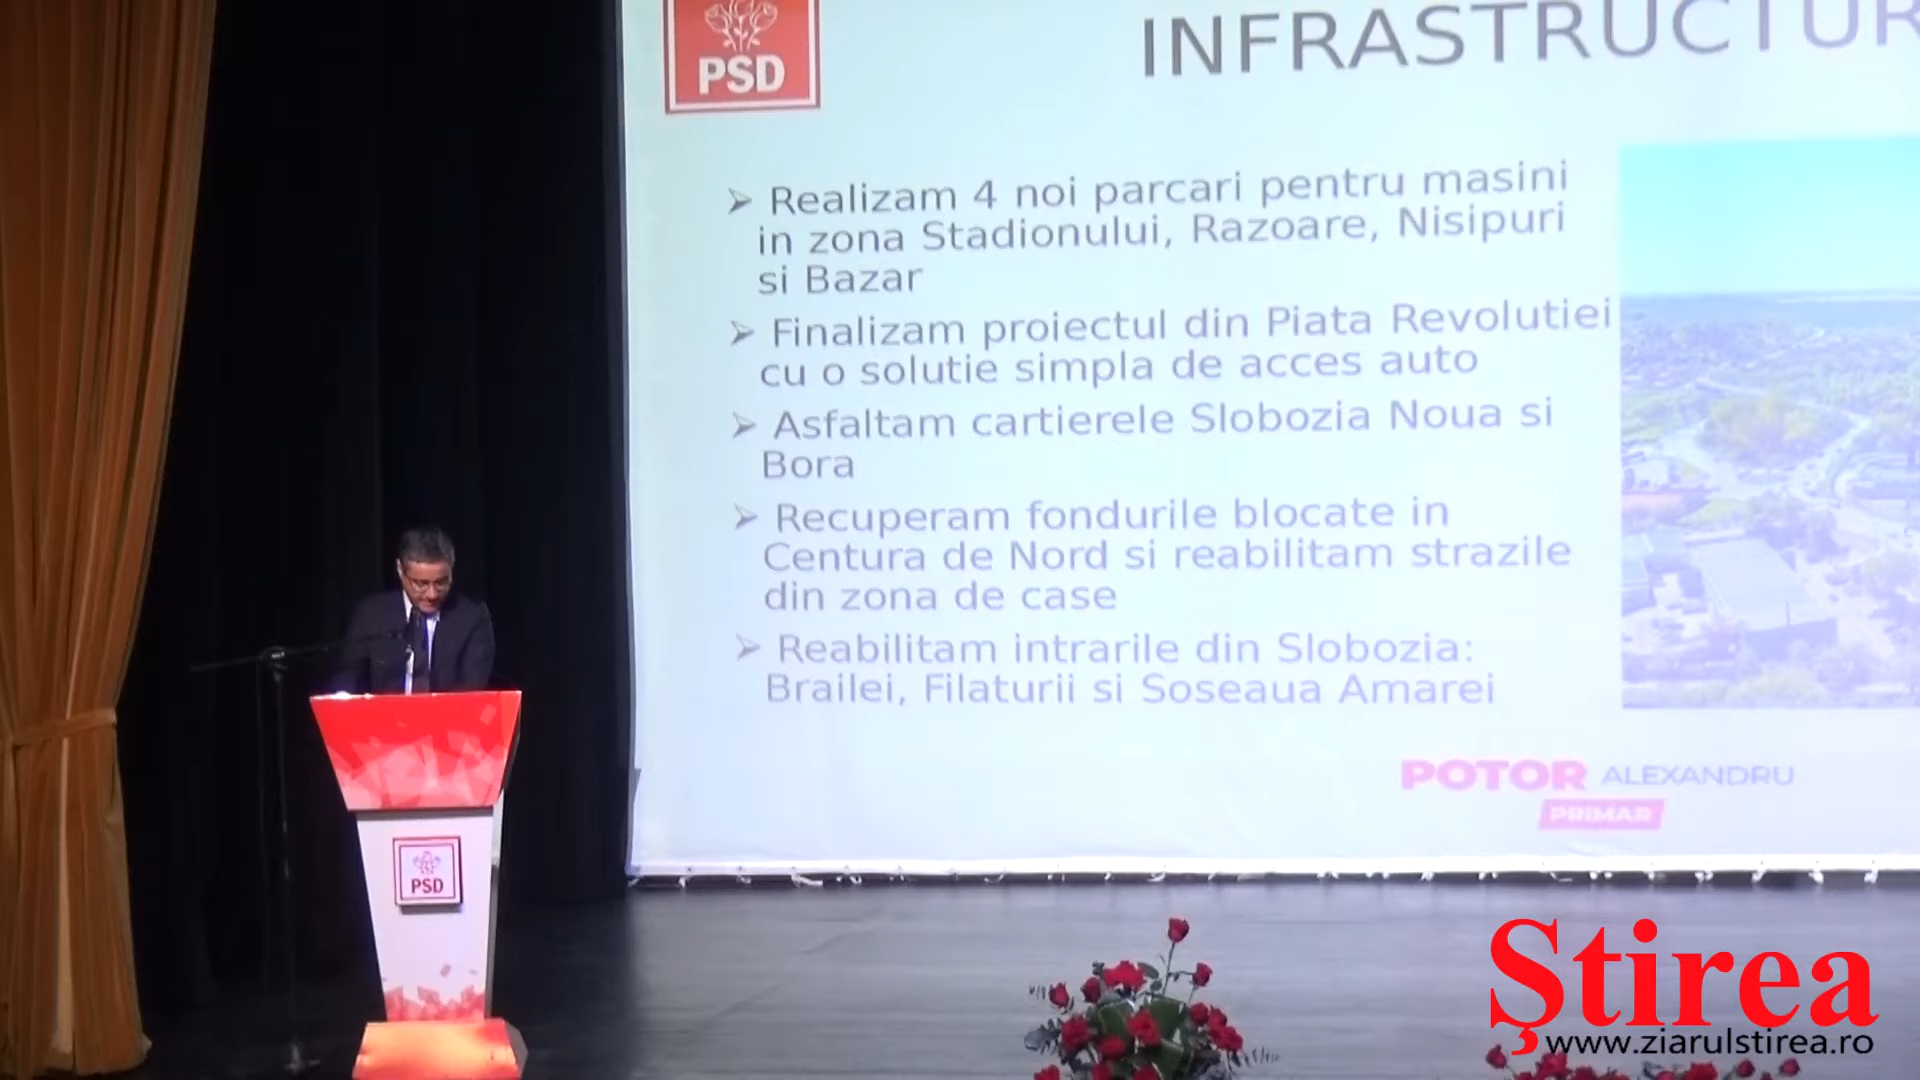 PSD
INFRASTRUCTUR
➢ Realizam 4 noi parcari pentru masini
in zona Stadionului, Razoare, Nisipuri
si Bazar
➢ Finalizam proiectul din Piata Revolutiei
cu o solutie simpla de acces auto
➢ Asfaltam cartierele Slobozia Noua si
Bora
➢ Recuperam fondurile blocate in
Centura de Nord si reabilitam strazile
din zona de case
➢ Reabilitam intrarile din Slobozia:
Brailei, Filaturii si Soseaua Amarei
POTOR ALEXANDRU
PRIMAR
PSD
Știrea
www.ziarulstirea.ro